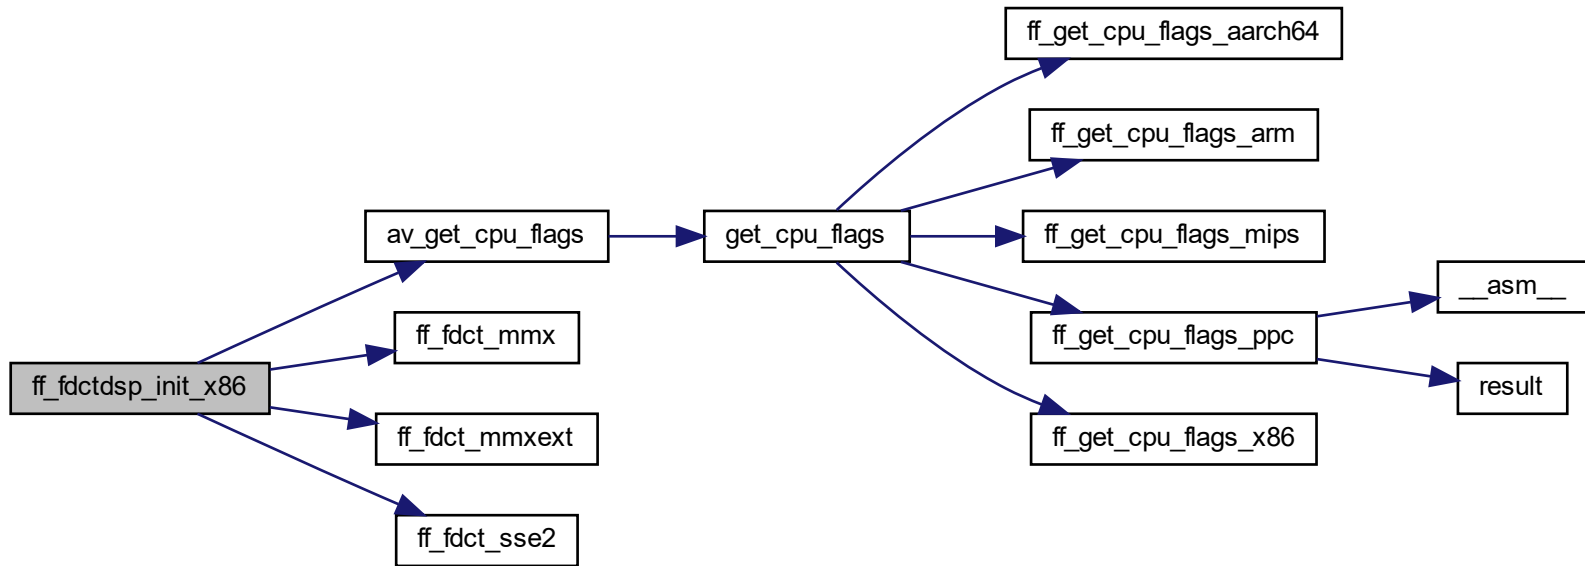 ff_fdctdsp_init_x86
av_get_cpu_flags
ff_fdct_mmx
ff_fdct_mmxext
ff_fdct_sse2
get_cpu_flags
ff_get_cpu_flags_aarch64
ff_get_cpu_flags_arm
ff_get_cpu_flags_mips
ff_get_cpu_flags_ppc
ff_get_cpu_flags_x86
__asm__
result